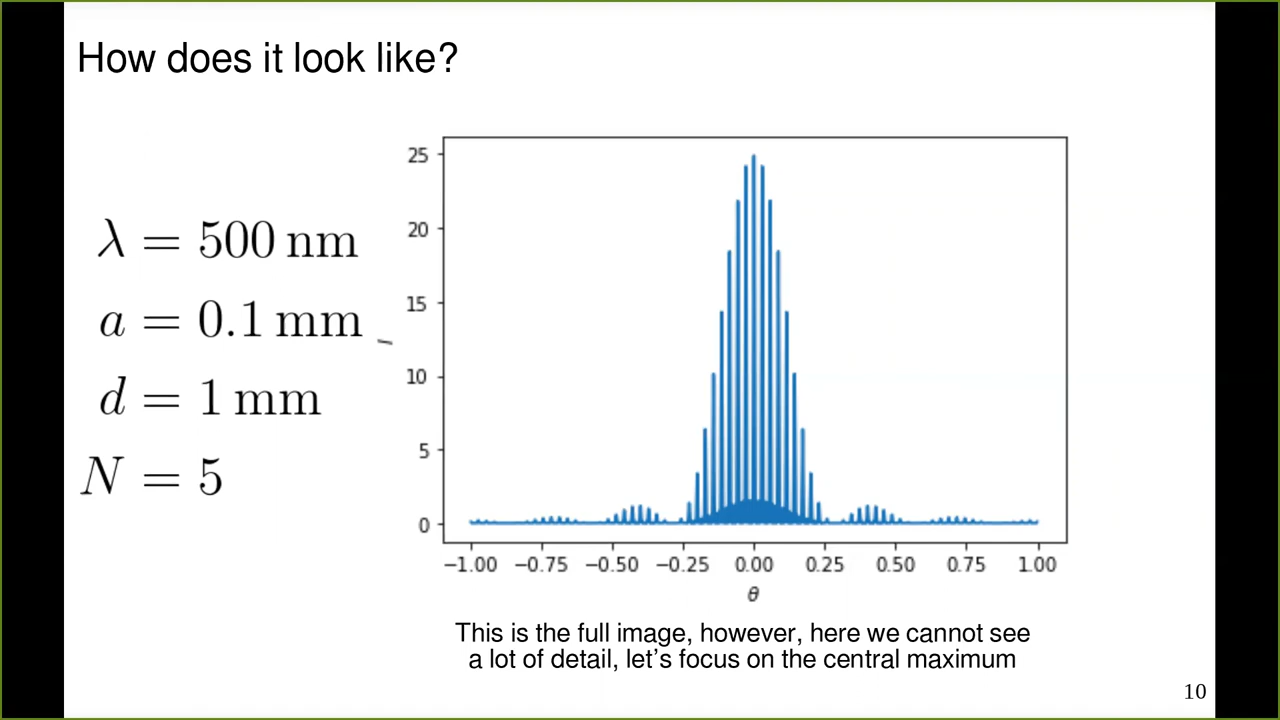 How does it look like?
λ = 500 nm
a = 0.1 mm
d = 1 mm
N = 5
25
20
15
10
5
0
−1.00 −0.75 −0.50 −0.25 0.00 0.25 0.50 0.75 1.00
θ
This is the full image, however, here we cannot see
a lot of detail, let’s focus on the central maximum
10